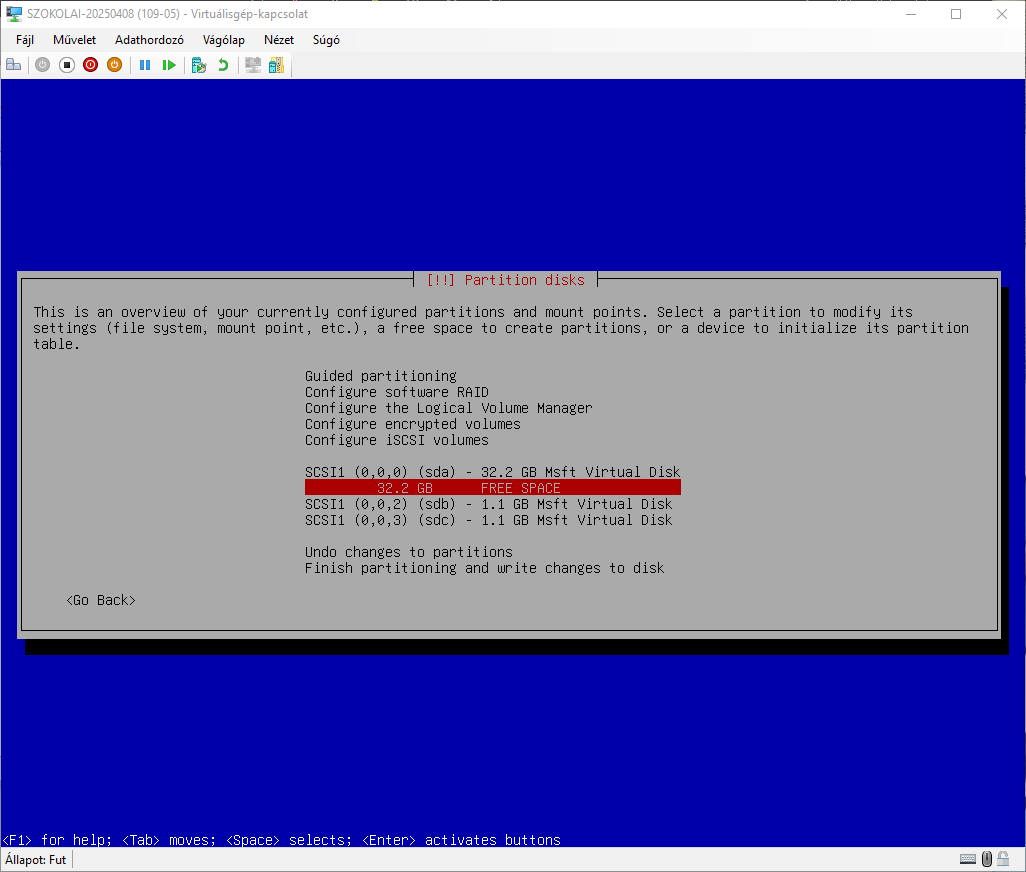 SZOKOLAI-20250408 (109-05) - Virtuálisgép-kapcsolat
Fájl Művelet Adathordozó Vágólap Nézet Súgó
[!!] Partition disks
This is an overview of your currently configured partitions and mount points. Select a partition to modify its
settings (file system, mount point, etc.), a free space to create partitions, or a device to initialize its partition
table.
Guided partitioning
Configure software RAID
Configure the Logical Volume Manager
Configure encrypted volumes
Configure iSCSI volumes
SCSI1 (0,0,0) (sda) - 32.2 GB Msft Virtual Disk
32.2 GB FREE SPACE
SCSI1 (0,0,2) (sdb) - 1.1 GB Msft Virtual Disk
SCSI1 (0,0,3) (sdc) - 1.1 GB Msft Virtual Disk
Undo changes to partitions
Finish partitioning and write changes to disk
<Go Back>
<F1> for help; <Tab> moves; <Space> selects; <Enter> activates buttons
Állapot: Fut